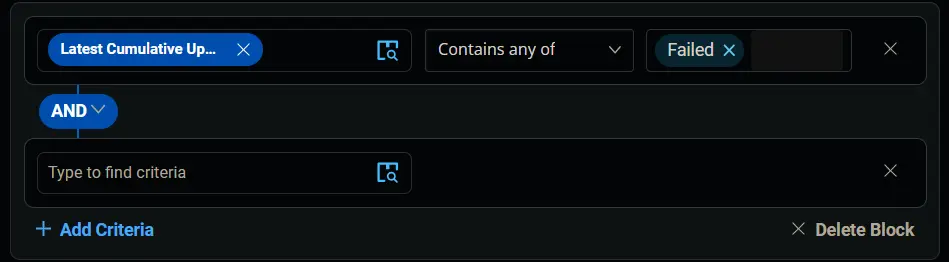 Latest Cumulative Up... Contains any of Failed
AND
Type to find criteria
Add Criteria Delete Block